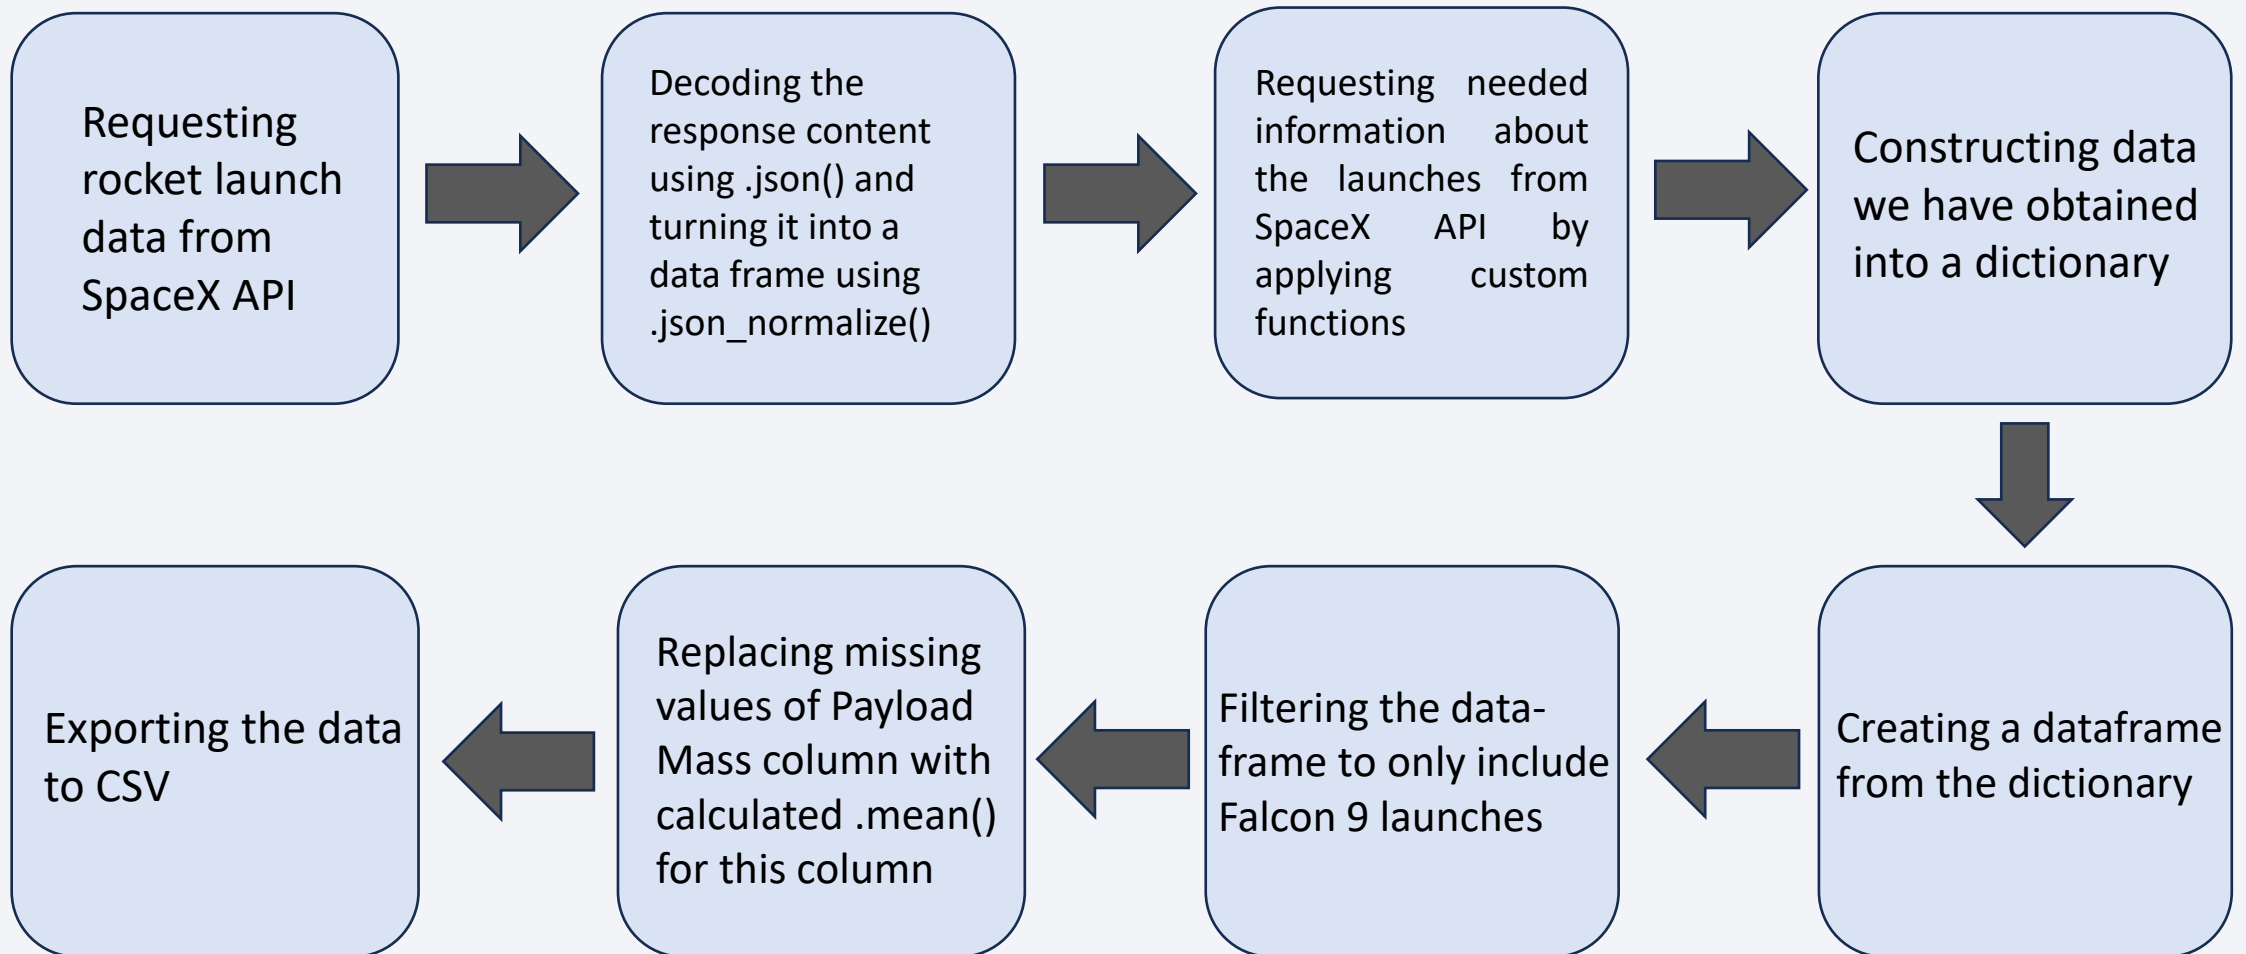 Requesting
rocket launch
data from
SpaceX API
Decoding the
response content
using .json() and
turning it into a
data frame using
.json_normalize()
Requesting needed
information about
the launches from
SpaceX API by
applying custom
functions
Constructing data
we have obtained
into a dictionary
Creating a dataframe
from the dictionary
Filtering the data-
frame to only include
Falcon 9 launches
Replacing missing
values of Payload
Mass column with
calculated .mean()
for this column
Exporting the data
to CSV